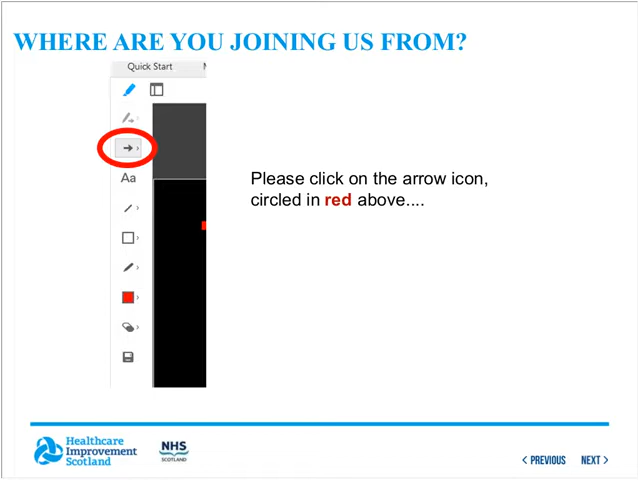 WHERE ARE YOU JOINING US FROM?
Quick Start
Aa
Please click on the arrow icon,
circled in red above....
Healthcare
Improvement
Scotland
NHS
SCOTLAND
< PREVIOUS NEXT >